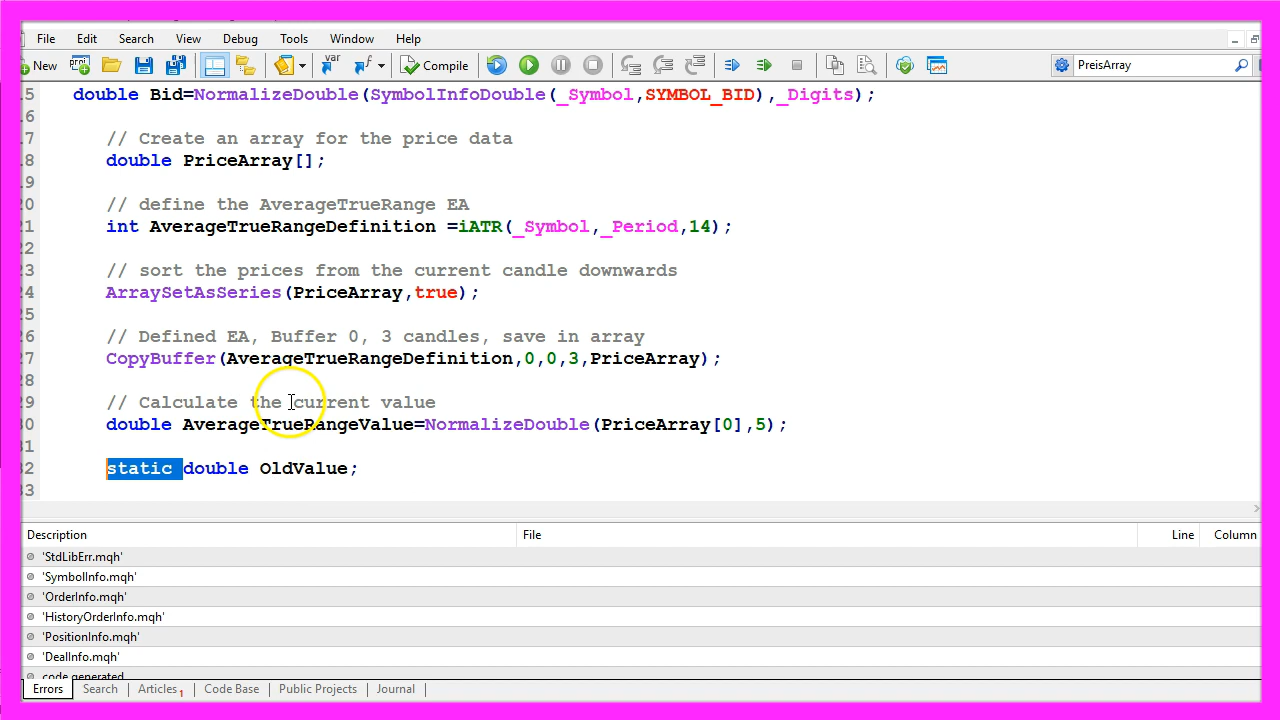 File Edit Search View Debug Tools Window Help
New Compile PreisArray
15 double Bid=NormalizeDouble(SymbolInfoDouble(_Symbol,SYMBOL_BID),_Digits);
16
17 // Create an array for the price data
18 double PriceArray[];
19
20 // define the AverageTrueRange EA
21 int AverageTrueRangeDefinition =iATR(_Symbol,_Period,14);
22
23 // sort the prices from the current candle downwards
24 ArraySetAsSeries(PriceArray,true);
25
26 // Defined EA, Buffer 0, 3 candles, save in array
27 CopyBuffer(AverageTrueRangeDefinition,0,0,3,PriceArray);
28
29 // Calculate the current value
30 double AverageTrueRangeValue=NormalizeDouble(PriceArray[0],5);
31
32 static double OldValue;
33
Description File Line Column
'StdLibErr.mqh'
'SymbolInfo.mqh'
'OrderInfo.mqh'
'HistoryOrderInfo.mqh'
'PositionInfo.mqh'
'DealInfo.mqh'
code generated
Errors Search Articles 1 Code Base Public Projects Journal